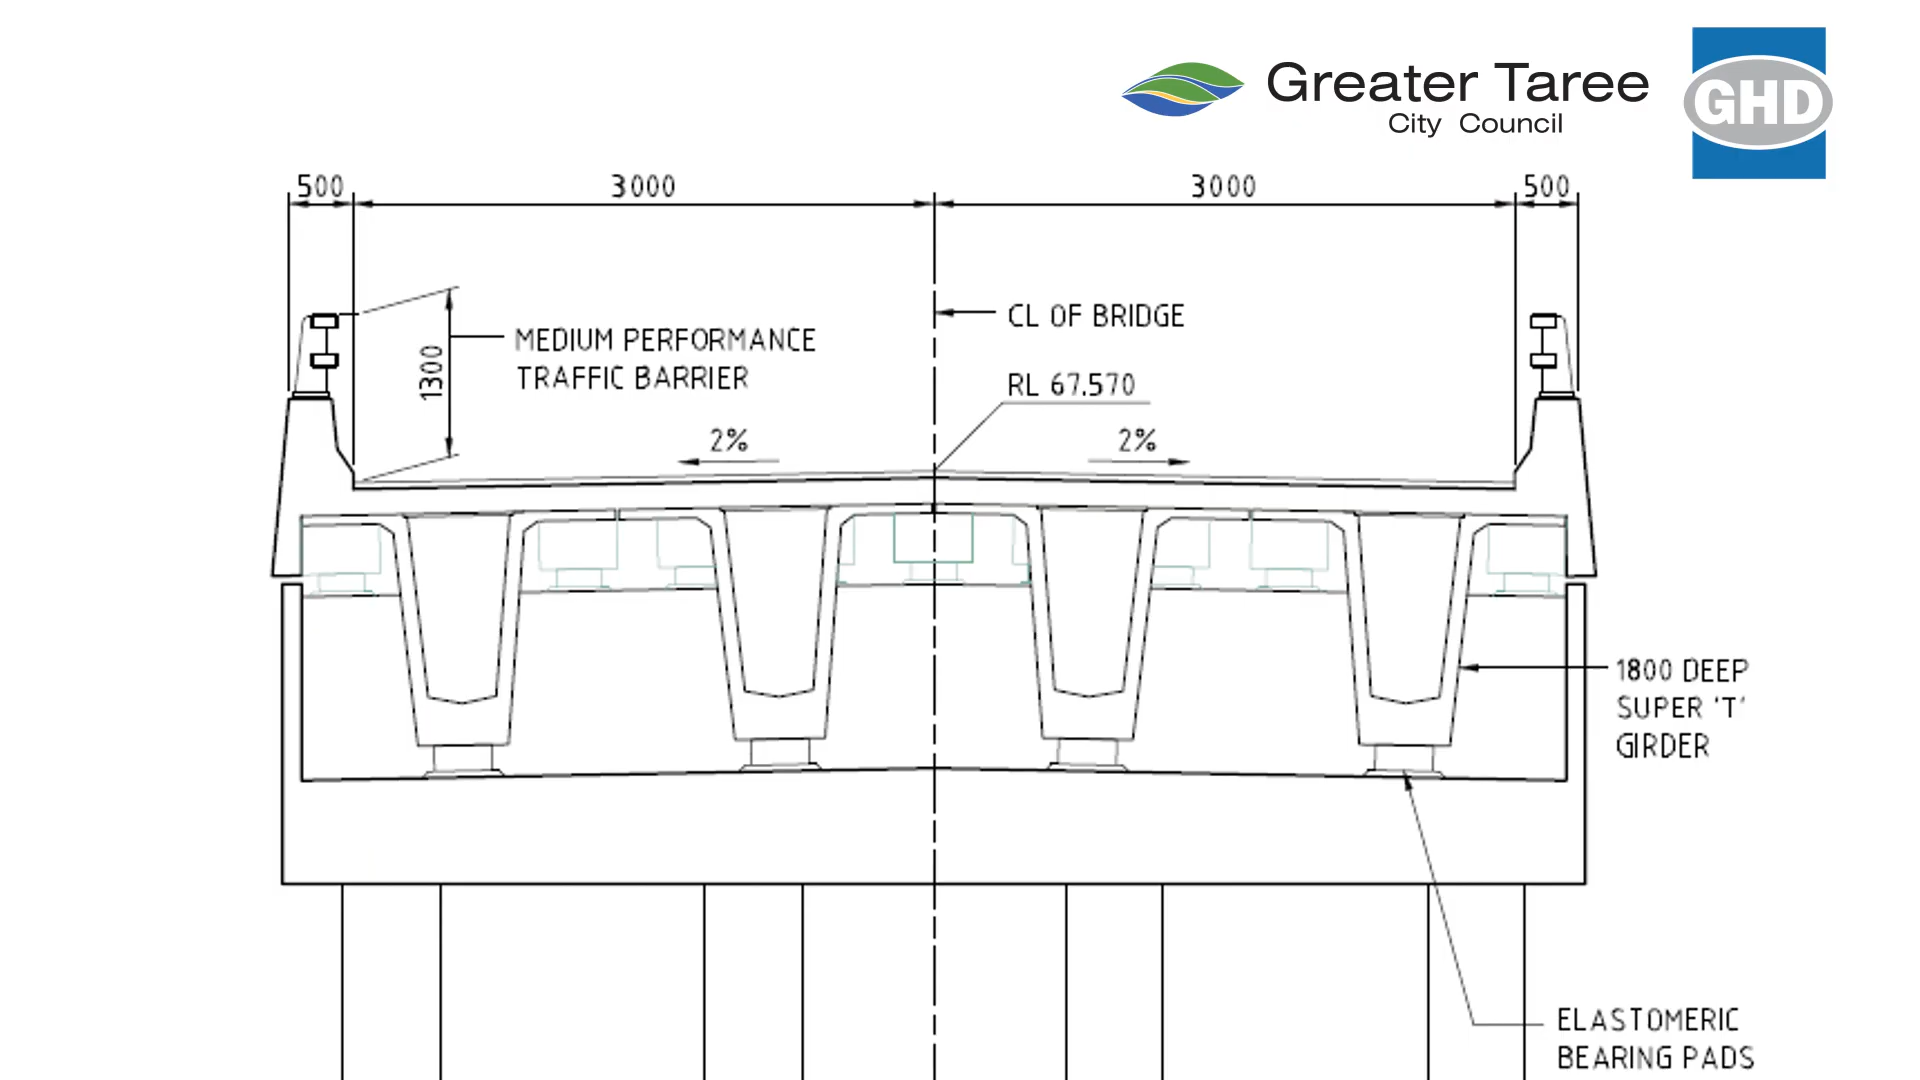 Greater Taree
City Council
GHD
500
3000
3000
500
1300
MEDIUM PERFORMANCE
TRAFFIC BARRIER
CL OF BRIDGE
RL 67.570
2%
2%
1800 DEEP
SUPER 'T'
GIRDER
ELASTOMERIC
BEARING PADS